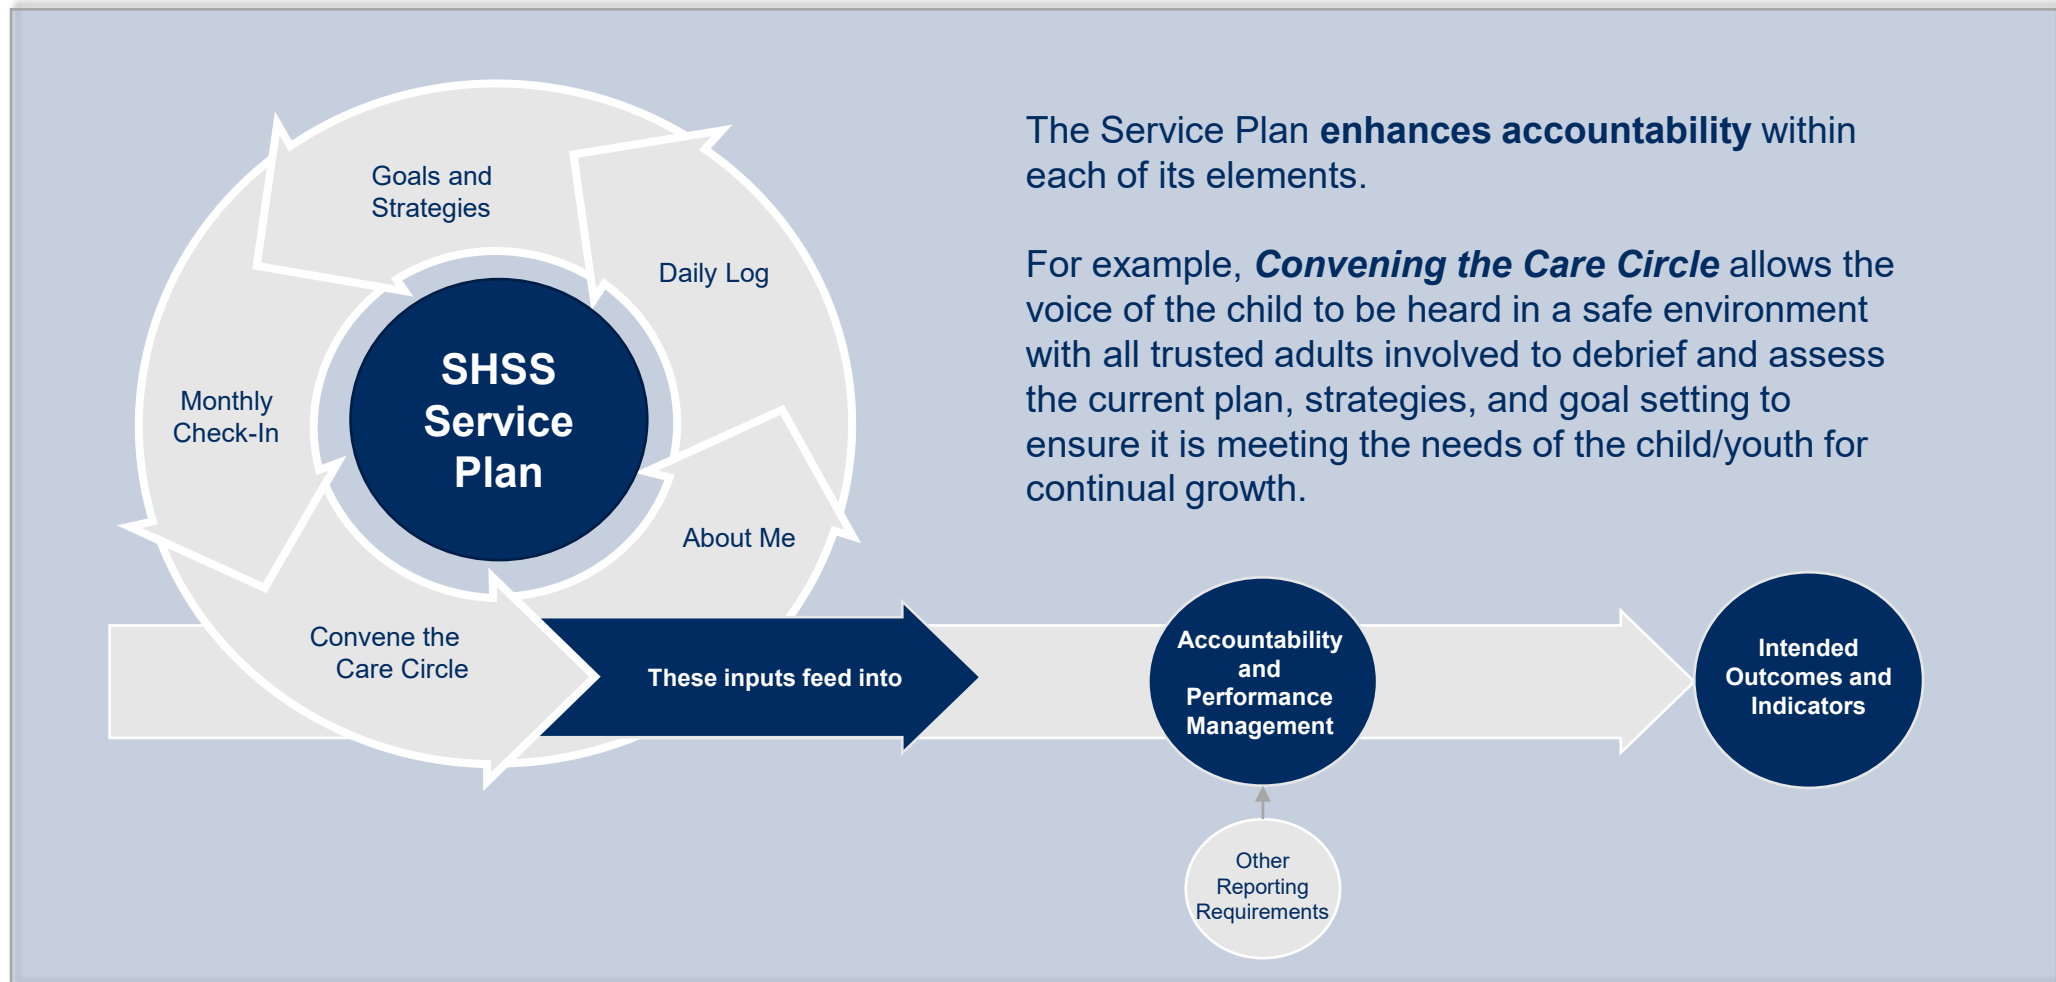 Goals and
Strategies
Daily Log
Monthly
Check-In
SHSS
Service
Plan
About Me
Convene the
Care Circle
The Service Plan enhances accountability within
each of its elements.
For example, Convening the Care Circle allows the
voice of the child to be heard in a safe environment
with all trusted adults involved to debrief and assess
the current plan, strategies, and goal setting to
ensure it is meeting the needs of the child/youth for
continual growth.
These inputs feed into
Accountability
and
Performance
Management
Intended
Outcomes and
Indicators
Other
Reporting
Requirements